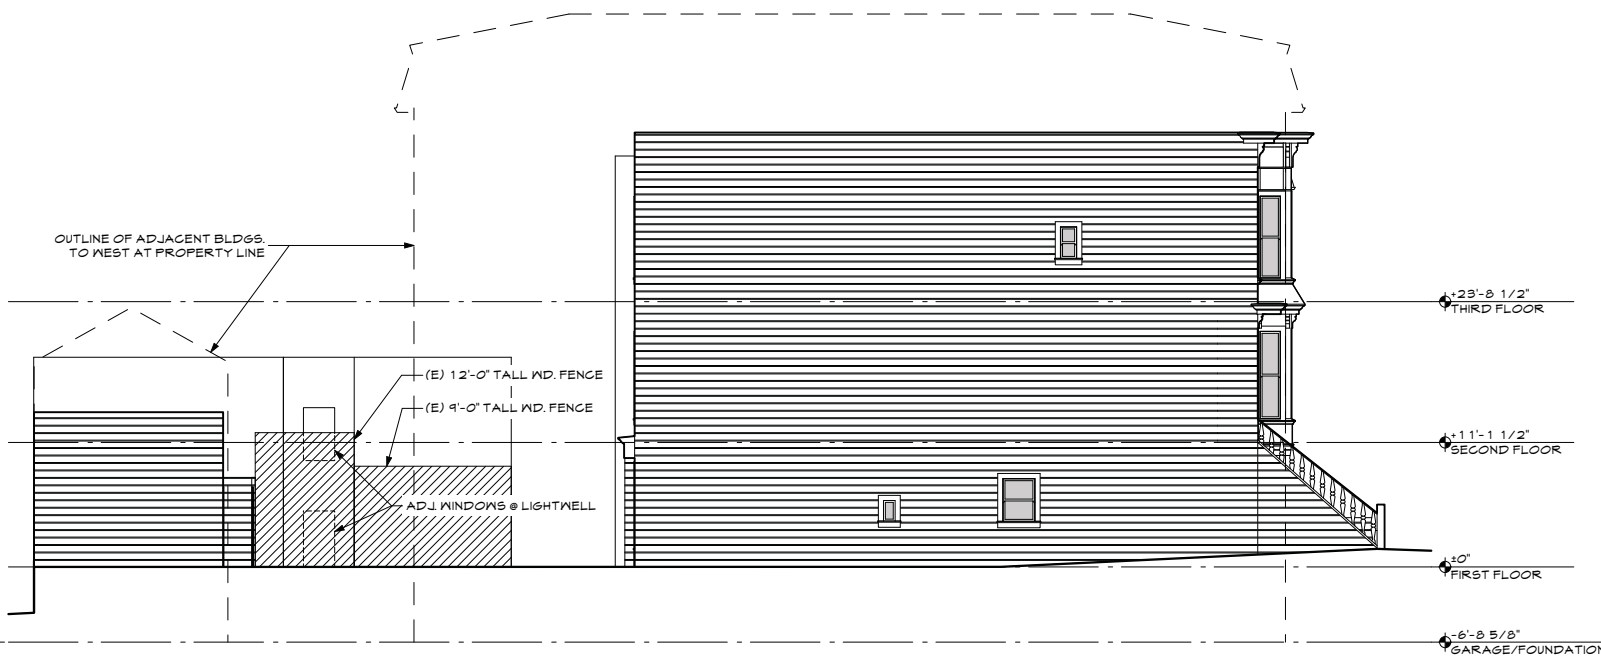 OUTLINE OF ADJACENT BLDGS.
TO WEST AT PROPERTY LINE
(E) 12'-0" TALL WD. FENCE
(E) 9'-0" TALL WD. FENCE
ADJ. WINDOWS @ LIGHTWELL
+23'-8 1/2"
THIRD FLOOR
+11'-1 1/2"
SECOND FLOOR
±0"
FIRST FLOOR
-6'-8 5/8"
GARAGE/FOUNDATION